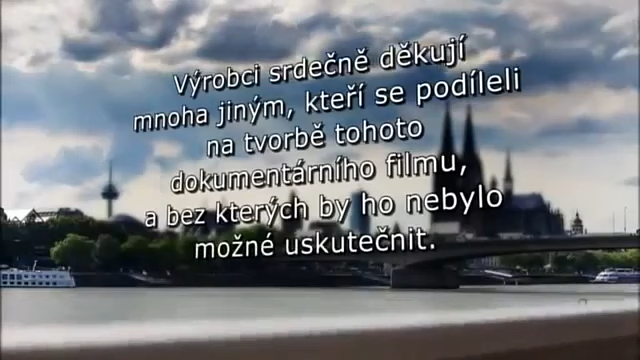 Výrobci srdečně děkují
mnoha jiným, kteří se podíleli
na tvorbě tohoto
dokumentárního filmu,
a bez kterých by ho nebylo
možné uskutečnit.